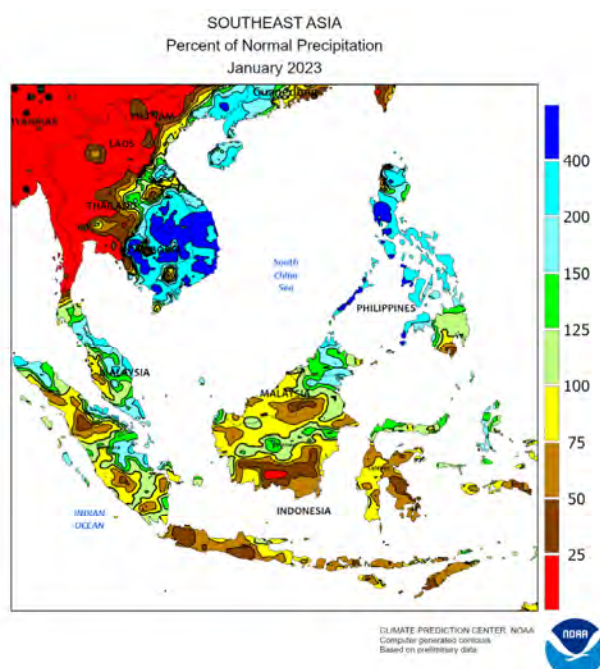 SOUTHEAST ASIA
Percent of Normal Precipitation
January 2023
Guangdong
MYANMAR
VIETNAM
LAOS
THAILAND
South
China
Sea
PHILIPPINES
MALAYSIA
MALAYSIA
INDONESIA
INDIAN
OCEAN
400
200
150
125
100
75
50
25
CLIMATE PREDICTION CENTER, NOAA
Computer generated contours
Based on preliminary data
NOAA